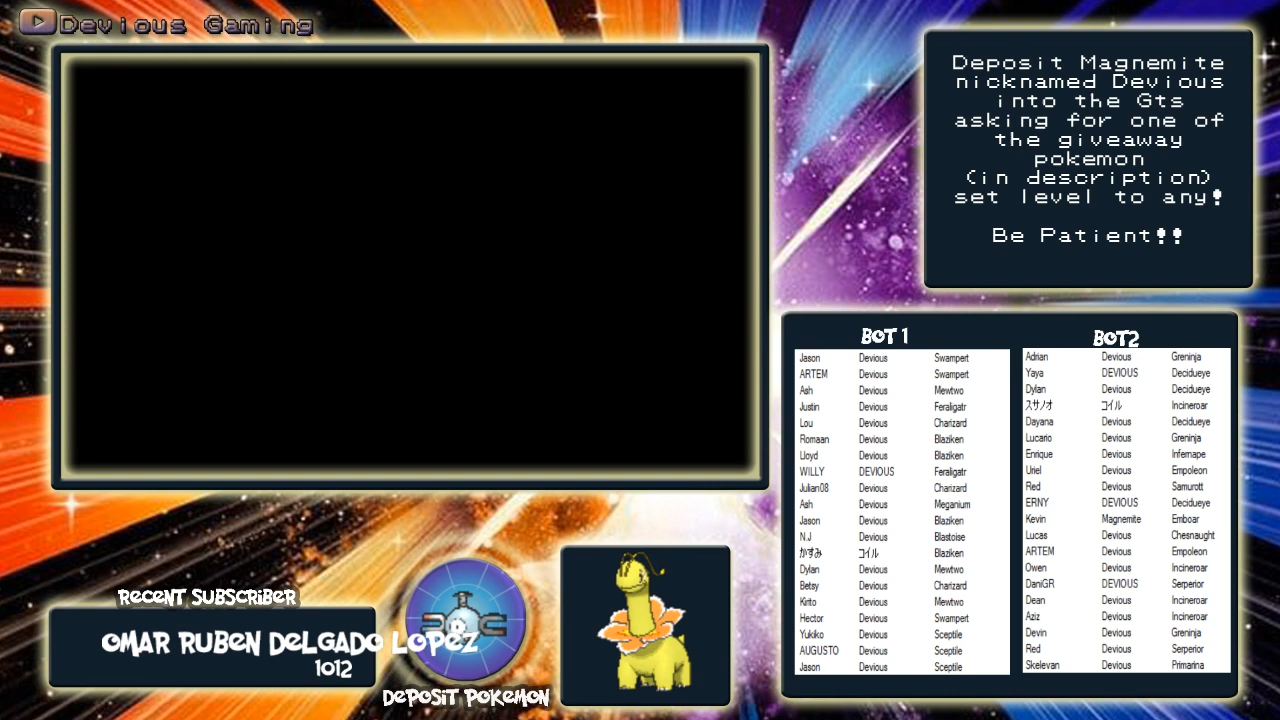 Devious Gaming
Deposit Magnemite
nicknamed Devious
into the Gts
asking for one of
the giveaway
pokemon
(in description)
set level to any!
Be Patient!!
BOT 1
Jason Devious Swampert
ARTEM Devious Swampert
Ash Devious Mewtwo
Justin Devious Feraligatr
Lou Devious Charizard
Romaan Devious Blaziken
Lloyd Devious Blaziken
WILLY DEVIOUS Feraligatr
Julian08 Devious Charizard
Ash Devious Meganium
Jason Devious Blaziken
N.J Devious Blastoise
かすみ コイル Blaziken
Dylan Devious Mewtwo
Betsy Devious Charizard
Kirito Devious Mewtwo
Hector Devious Swampert
Yukiko Devious Sceptile
AUGUSTO Devious Sceptile
Jason Devious Sceptile
BOT2
Adrian Devious Greninja
Yaya DEVIOUS Decidueye
Dylan Devious Decidueye
スサノオ コイル Incineroar
Dayana Devious Decidueye
Lucario Devious Greninja
Enrique Devious Infernape
Uriel Devious Empoleon
Red Devious Samurott
ERNY DEVIOUS Decidueye
Kevin Magnemite Emboar
Lucas Devious Chesnaught
ARTEM Devious Empoleon
Owen Devious Incineroar
DaniGR DEVIOUS Serperior
Dean Devious Incineroar
Aziz Devious Incineroar
Devin Devious Greninja
Red Devious Serperior
Skelevan Devious Primarina
RECENT SUBSCRIBER
OMAR RUBEN DELGADO LOPEZ
1012
DEPOSIT POKEMON